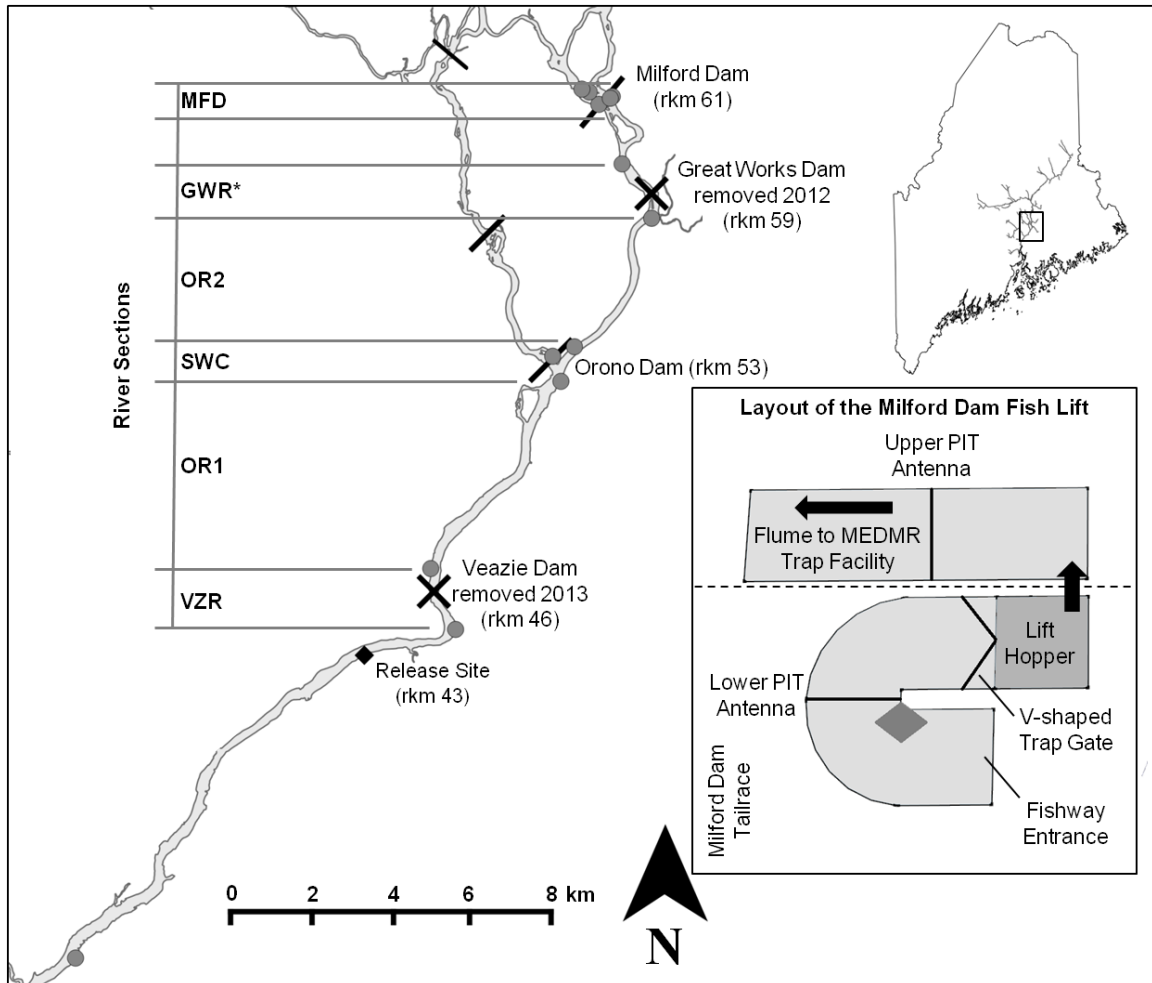 MFD
Milford Dam
(rkm 61)
GWR*
Great Works Dam
removed 2012
(rkm 59)
OR2
River Sections
SWC
Orono Dam (rkm 53)
OR1
VZR
Veazie Dam
removed 2013
(rkm 46)
Release Site
(rkm 43)
0 2 4 6 8 km
N
Layout of the Milford Dam Fish Lift
Upper PIT
Antenna
Flume to MEDMR
Trap Facility
Lift
Hopper
Lower PIT
Antenna
V-shaped
Trap Gate
Milford Dam
Tailrace
Fishway
Entrance